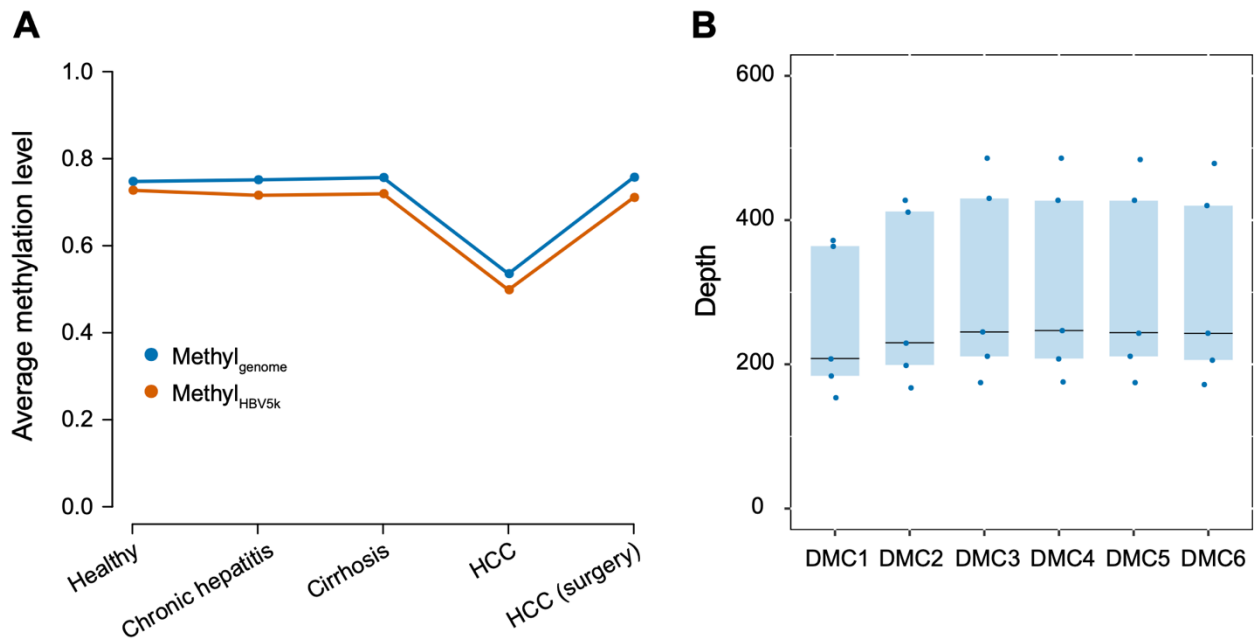 A
Average methylation level
1.0
0.8
0.6
0.4
0.2
0.0
Methylgenome
MethylHBV5k
Healthy
Chronic hepatitis
Cirrhosis
HCC
HCC (surgery)
B
Depth
600
400
200
0
DMC1 DMC2 DMC3 DMC4 DMC5 DMC6